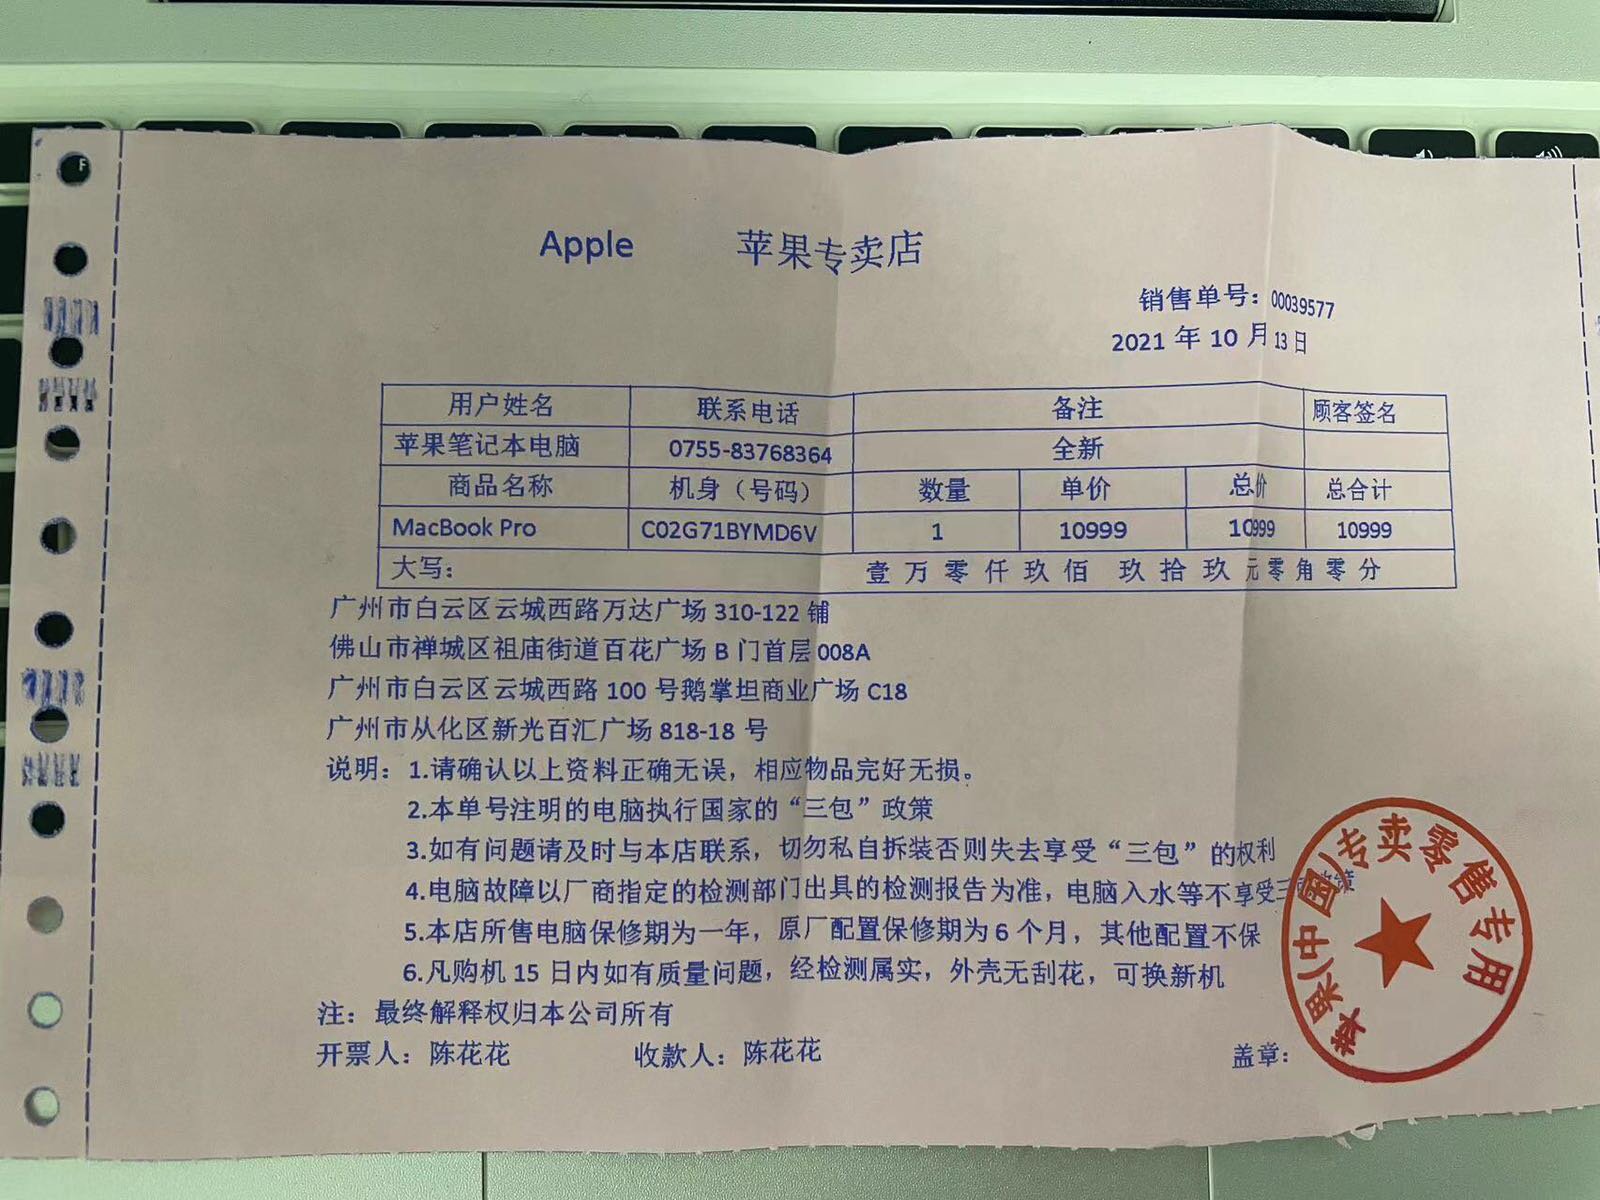 Apple 苹果专卖店
销售单号：00039577
2021 年 10 月 13 日
用户姓名 联系电话 备注 顾客签名
苹果笔记本电脑 0755-83768364 全新
商品名称 机身（号码） 数量 单价 总价 总合计
MacBook Pro C02G71BYMD6V 1 10999 10999 10999
大写： 壹 万 零 仟 玖 佰 玖 拾 玖 元 零 角 零 分
广州市白云区云城西路万达广场 310-122 铺
佛山市禅城区祖庙街道百花广场 B 门首层 008A
广州市白云区云城西路 100 号鹅掌坦商业广场 C18
广州市从化区新光百汇广场 818-18 号
说明：1.请确认以上资料正确无误，相应物品完好无损。
2.本单号注明的电脑执行国家的“三包”政策
3.如有问题请及时与本店联系，切勿私自拆装否则失去享受“三包”的权利
4.电脑故障以厂商指定的检测部门出具的检测报告为准，电脑入水等不享受三包政策
5.本店所售电脑保修期为一年，原厂配置保修期为 6 个月，其他配置不保
6.凡购机 15 日内如有质量问题，经检测属实，外壳无刮花，可换新机
注：最终解释权归本公司所有
开票人：陈花花 收款人：陈花花 盖章：
苹果(中国)专卖零售专用
F